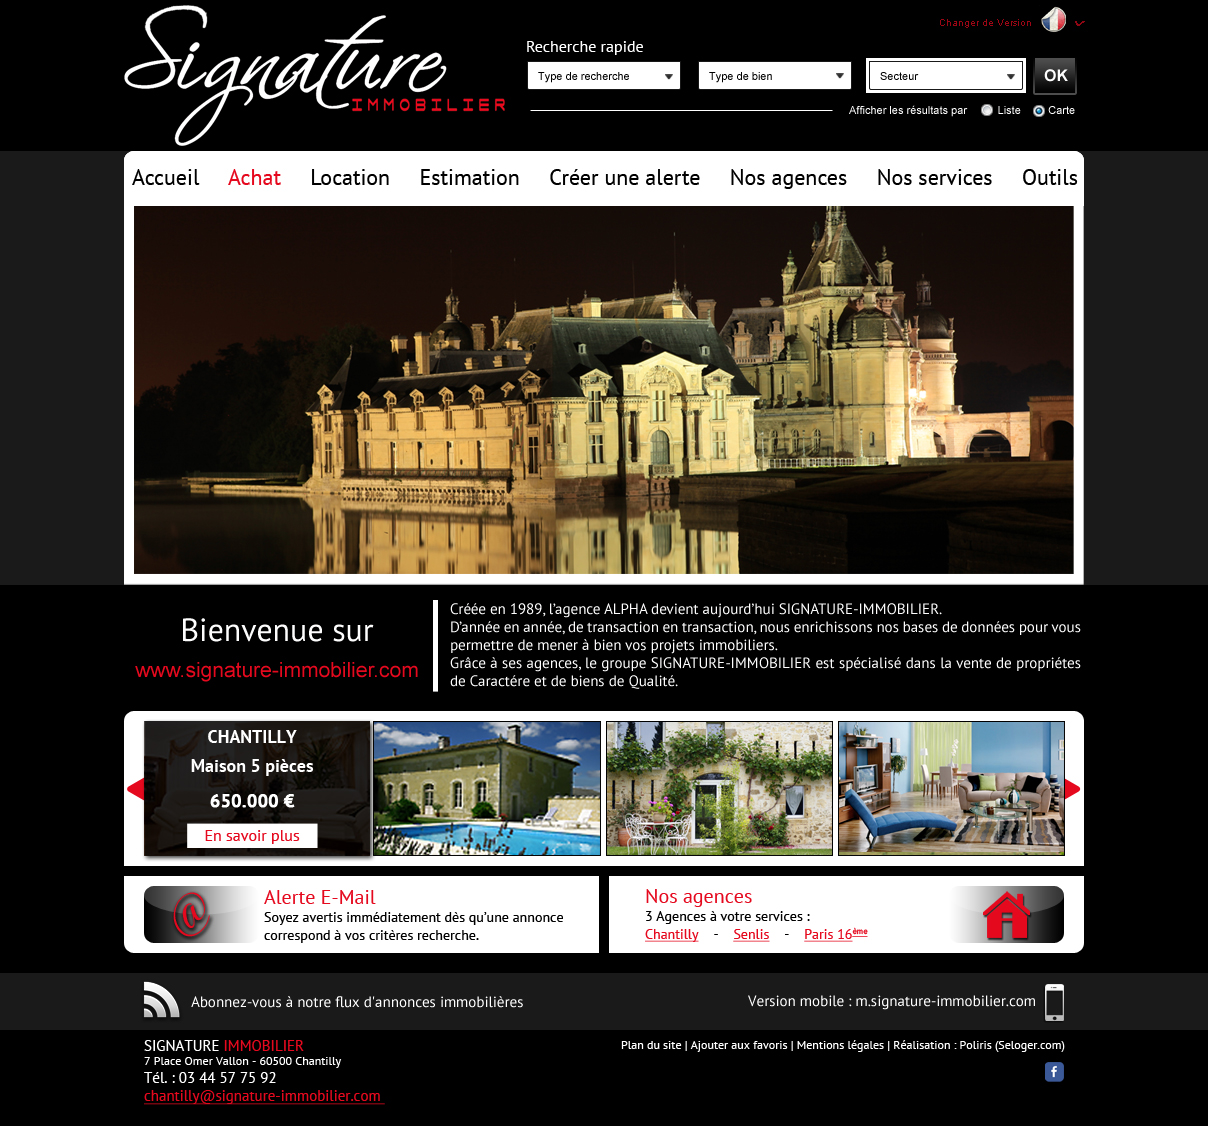 Signature
IMMOBILIER
Changer de Version
Recherche rapide
Type de recherche
Type de bien
Secteur
OK
Afficher les résultats par
Liste
Carte
Accueil
Achat
Location
Estimation
Créer une alerte
Nos agences
Nos services
Outils
Bienvenue sur
www.signature-immobilier.com
Créée en 1989, l'agence ALPHA devient aujourd'hui SIGNATURE-IMMOBILIER.
D'année en année, de transaction en transaction, nous enrichissons nos bases de données pour vous
permettre de mener à bien vos projets immobiliers.
Grâce à ses agences, le groupe SIGNATURE-IMMOBILIER est spécialisé dans la vente de propriétes
de Caractére et de biens de Qualité.
CHANTILLY
Maison 5 pièces
650.000 €
En savoir plus
Alerte E-Mail
Soyez avertis immédiatement dès qu'une annonce
correspond à vos critères recherche.
Nos agences
3 Agences à votre services :
Chantilly - Senlis - Paris 16ème
Abonnez-vous à notre flux d'annonces immobilières
Version mobile : m.signature-immobilier.com
SIGNATURE IMMOBILIER
7 Place Omer Vallon - 60500 Chantilly
Tél. : 03 44 57 75 92
chantilly@signature-immobilier.com
Plan du site | Ajouter aux favoris | Mentions légales | Réalisation : Poliris (Seloger.com)